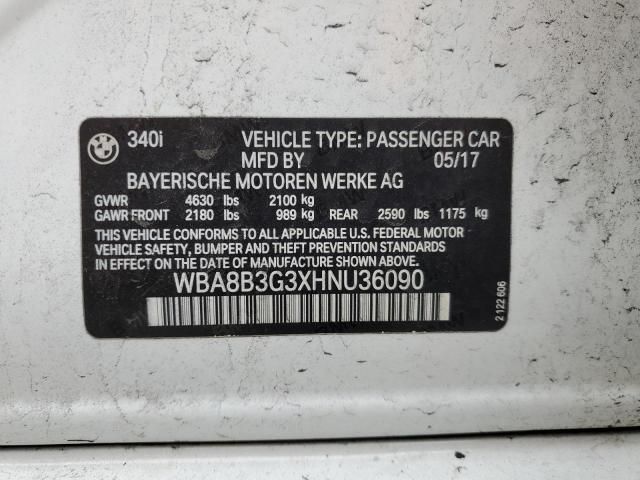 340i VEHICLE TYPE: PASSENGER CAR
MFD BY 05/17
BAYERISCHE MOTOREN WERKE AG
GVWR 4630 lbs 2100 kg
GAWR FRONT 2180 lbs 989 kg REAR 2590 lbs 1175 kg
THIS VEHICLE CONFORMS TO ALL APPLICABLE U.S. FEDERAL MOTOR
VEHICLE SAFETY, BUMPER AND THEFT PREVENTION STANDARDS
IN EFFECT ON THE DATE OF MANUFACTURE SHOWN ABOVE.
WBA8B3G3XHNU36090
2 122 606